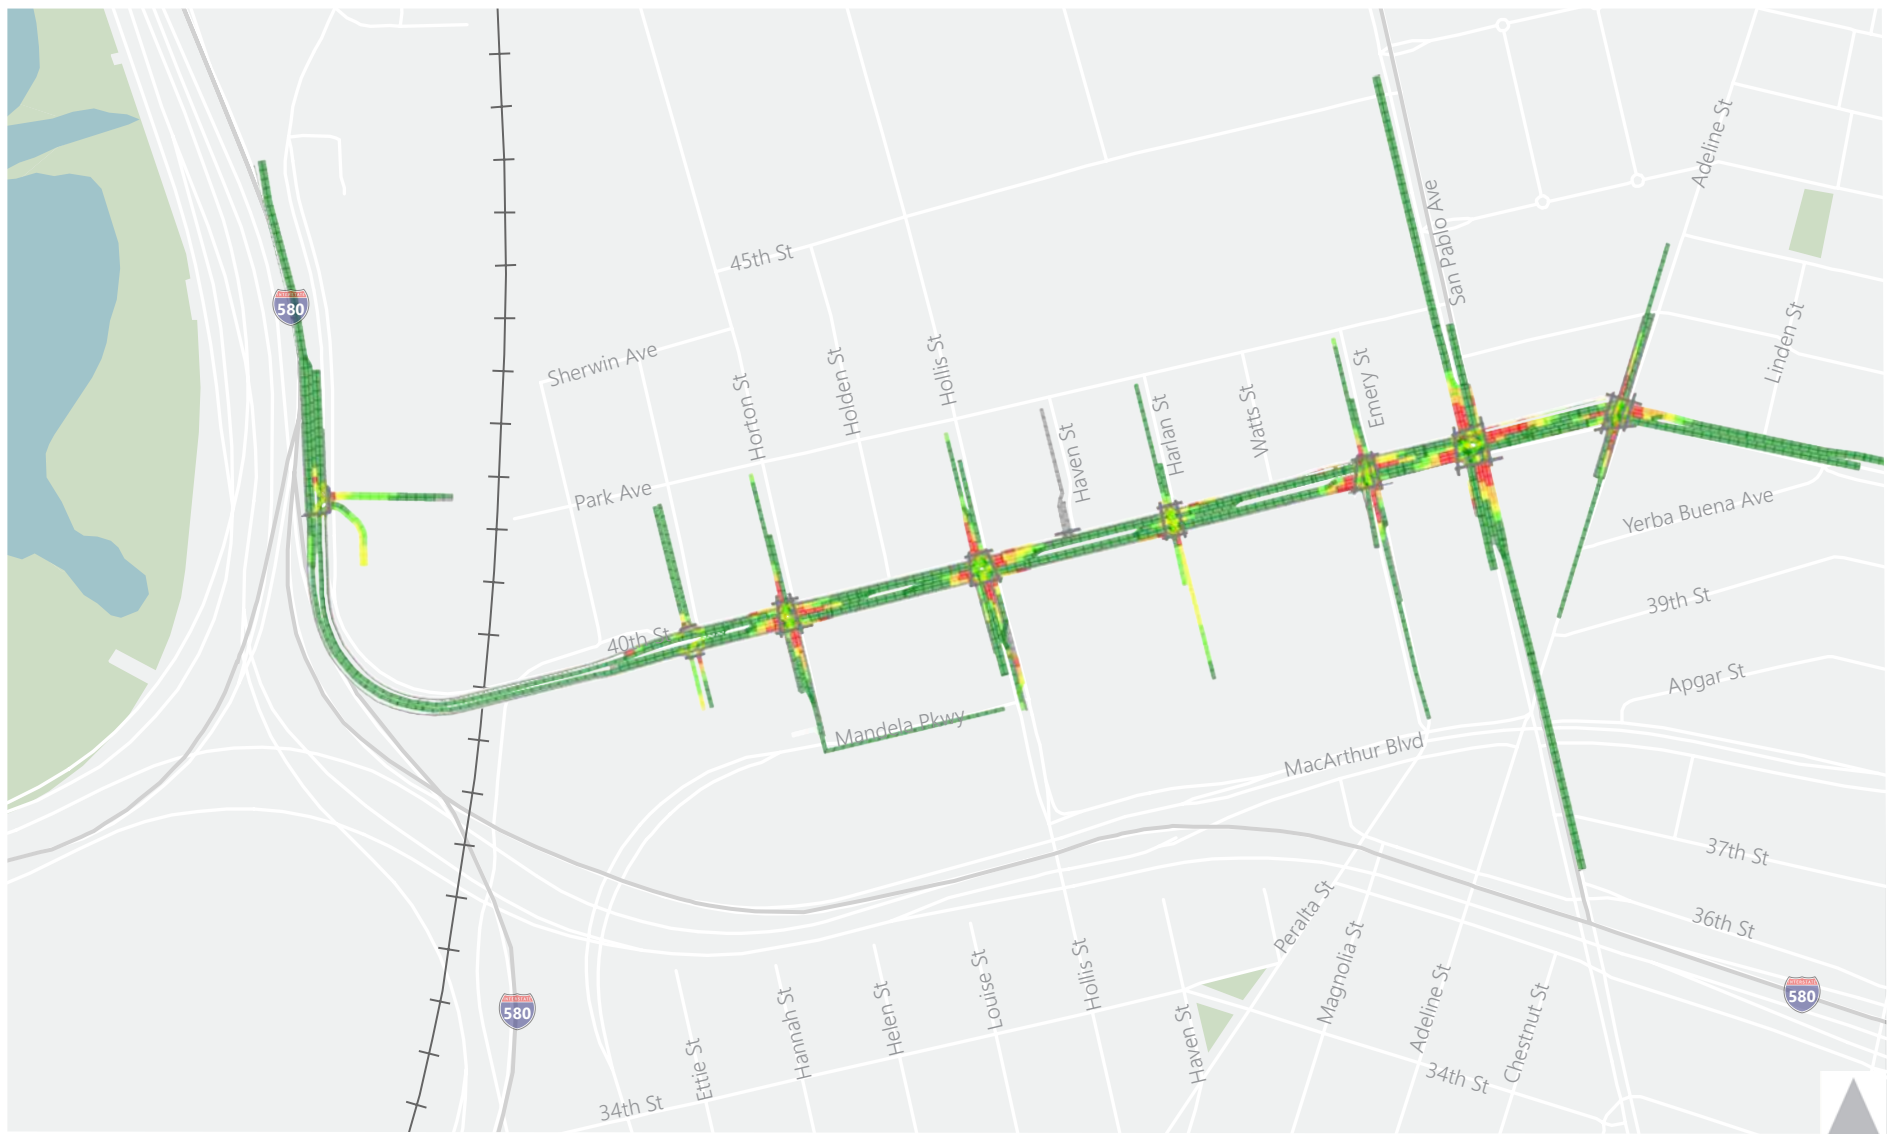 Adeline St
San Pablo Ave
45th St
INTERSTATE
580
Linden St
Sherwin Ave
Hollis St
Holden St
Emery St
Horton St
Watts St
Harlan St
Haven St
Park Ave
Yerba Buena Ave
39th St
40th St
Apgar St
Mandela Pkwy
MacArthur Blvd
37th St
Peralta St
36th St
Magnolia St
Hollis St
Louise St
Adeline St
INTERSTATE
580
Helen St
Hannah St
INTERSTATE
580
Chestnut St
Haven St
Ettie St
34th St
34th St